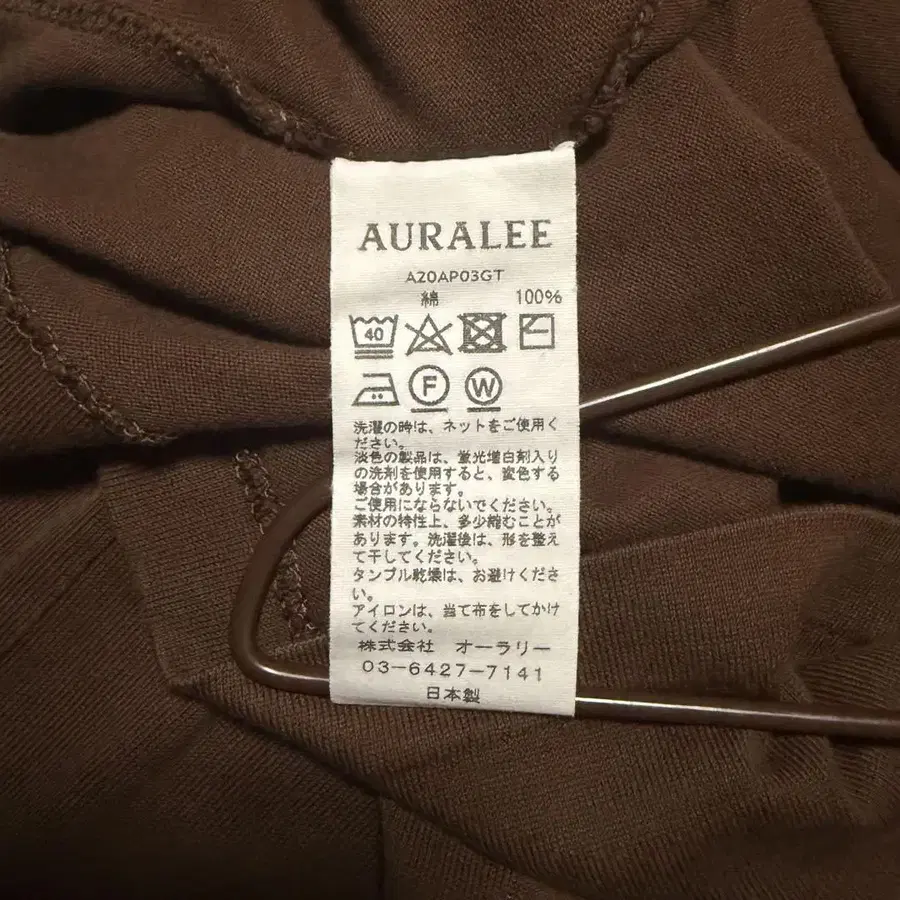 AURALEE
A20AP03GT
綿 100%
40
F W
洗濯の時は、ネットをご使用く
ださい。
淡色の製品は、蛍光増白剤入り
の洗剤を使用すると、変色する
場合があります。
ご使用にならないでください。
素材の特性上、多少縮むことが
あります。洗濯後は、形を整え
て干してください。
タンブル乾燥は、お避けくださ
い。
アイロンは、当て布をしてかけ
てください。
株式会社 オーラリー
03-6427-7141
日本製